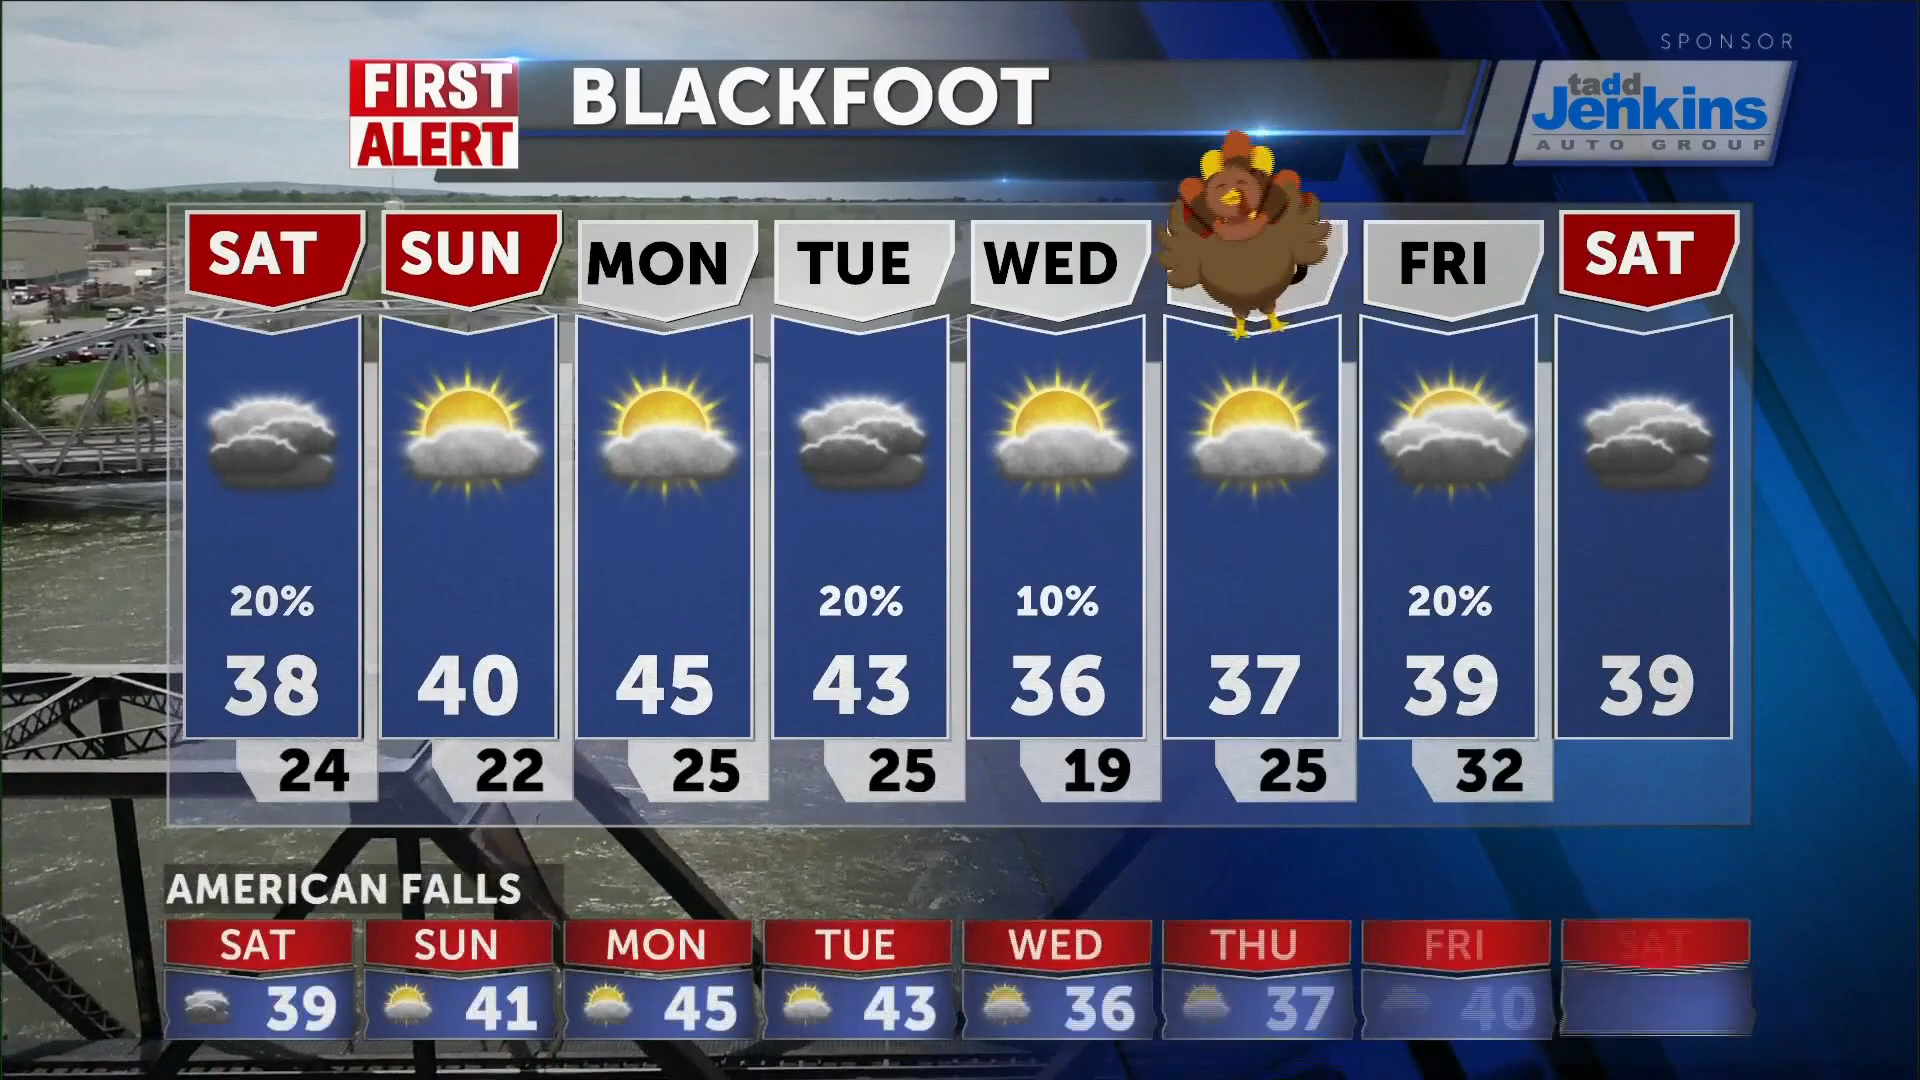 SPONSOR
FIRST
ALERT
BLACKFOOT
tadd
Jenkins
AUTO GROUP
SAT SUN MON TUE WED FRI SAT
20% 20% 10% 20%
38 40 45 43 36 37 39 39
24 22 25 25 19 25 32
AMERICAN FALLS
SAT SUN MON TUE WED THU FRI SAT
39 41 45 43 36 37 40